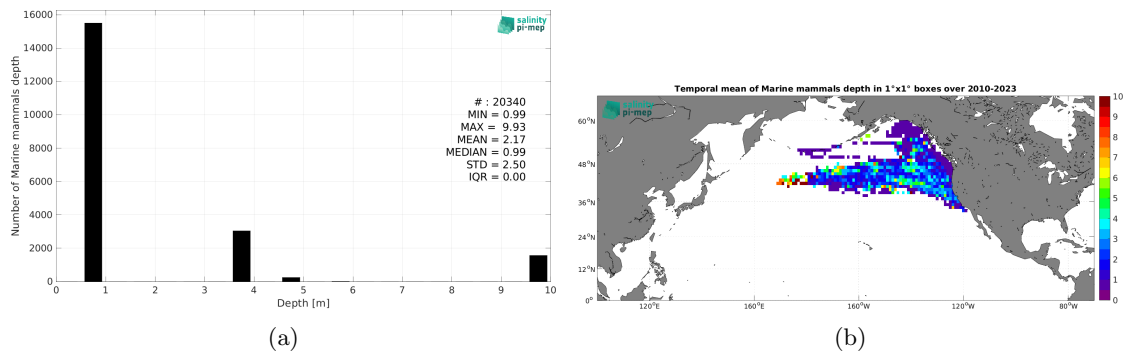 16000
14000
12000
10000
8000
6000
4000
2000
0
Number of Marine mammals depth
salinity
pi-mep
# : 20340
MIN = 0.99
MAX = 9.93
MEAN = 2.17
MEDIAN = 0.99
STD = 2.50
IQR = 0.00
0 1 2 3 4 5 6 7 8 9 10
Depth [m]
(a)
Temporal mean of Marine mammals depth in 1°x1° boxes over 2010-2023
salinity
pi-mep
60°N
48°N
36°N
24°N
12°N
0°
120°E 160°E 160°W 120°W 80°W
10
9
8
7
6
5
4
3
2
1
0
(b)